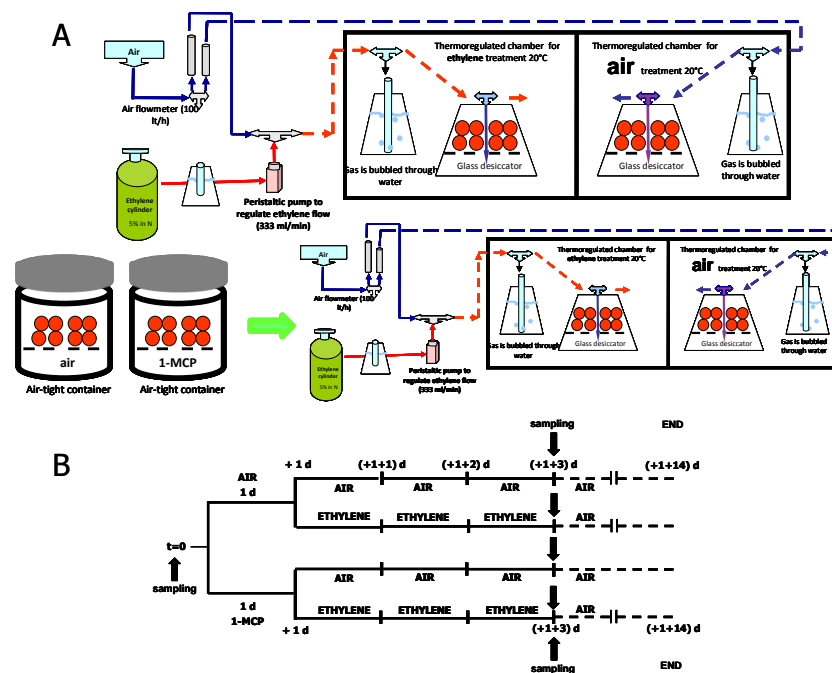 A
Air
Air flowmeter (100
lt/h)
Ethylene
cylinder
5% in N
Peristaltic pump to
regulate ethylene flow
(333 ml/min)
Thermoregulated chamber for
ethylene treatment 20°C
Gas is bubbled through
water
Glass desiccator
Thermoregulated chamber for
air treatment 20°C
Glass desiccator
Gas is bubbled
through water
air
Air-tight container
1-MCP
Air-tight container
Air
Air flowmeter (100
lt/h)
Ethylene
cylinder
5% in N
Peristaltic pump to
regulate ethylene flow
(333 ml/min)
Thermoregulated chamber for
ethylene treatment 20°C
Gas is bubbled through
water
Glass desiccator
Thermoregulated chamber for
air treatment 20°C
Glass desiccator
Gas is bubbled
through water
B
sampling END
+ 1 d (+1+1) d (+1+2) d (+1+3) d (+1+14) d
AIR
1 d
AIR AIR AIR AIR
ETHYLENE ETHYLENE ETHYLENE AIR
t=0
sampling
AIR AIR AIR AIR
1 d
1-MCP
ETHYLENE ETHYLENE ETHYLENE AIR
+ 1 d (+1+3) d (+1+14) d
sampling END